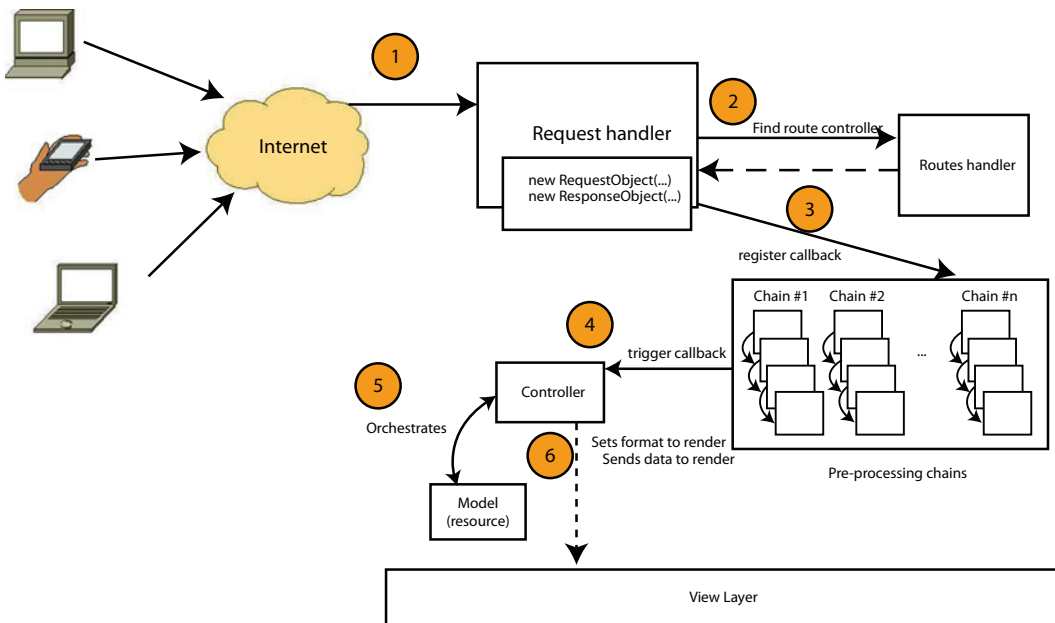 1
2
Request handler
Find route controller
Internet
Routes handler
new RequestObject(...)
new ResponseObject(...)
3
register callback
Chain #1
Chain #2
Chain #n
...
4
trigger callback
5
Controller
Orchestrates
6
Sets format to render
Sends data to render
Pre-processing chains
Model
(resource)
View Layer